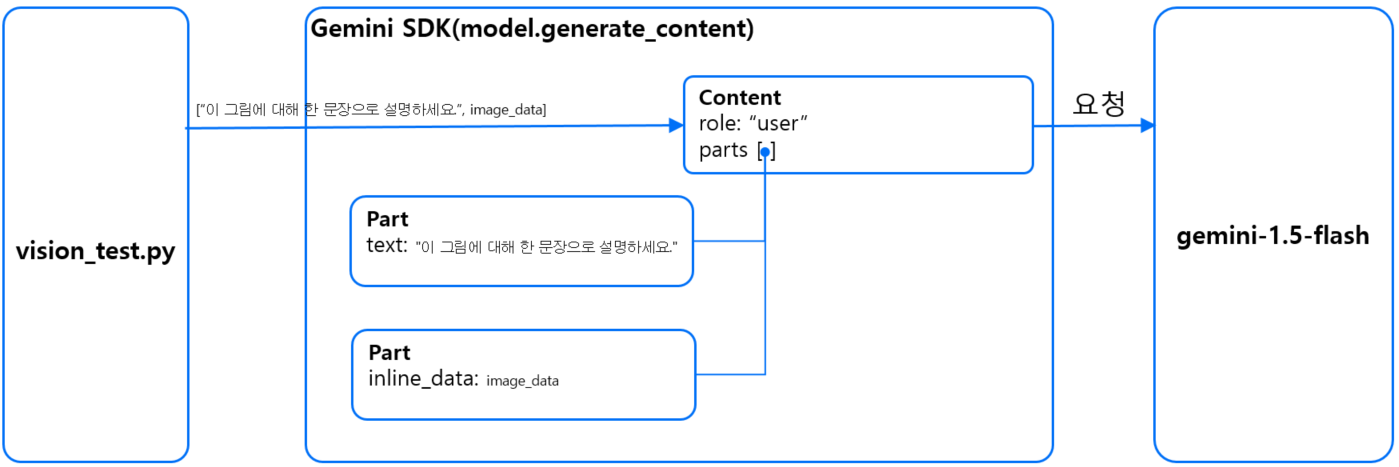 Gemini SDK(model.generate_content)
["이 그림에 대해 한 문장으로 설명하세요.", image_data]
Content
role: “user”
parts [ ]
요청
Part
text: "이 그림에 대해 한 문장으로 설명하세요."
vision_test.py
gemini-1.5-flash
Part
inline_data: image_data